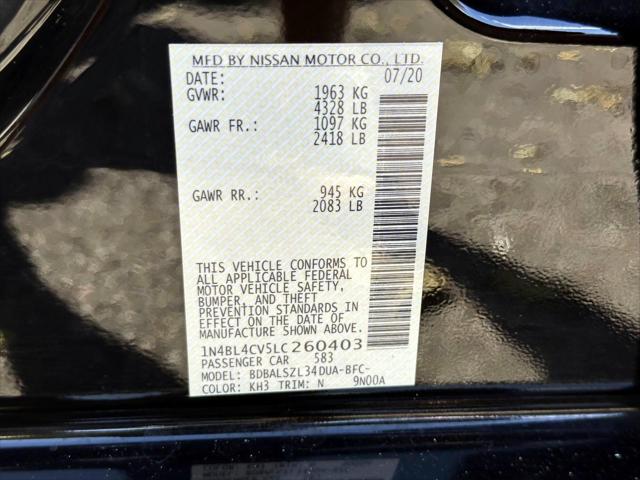 MFD BY NISSAN MOTOR CO., LTD.
DATE: 07/20
GVWR: 1963 KG
4328 LB
GAWR FR.: 1097 KG
2418 LB
GAWR RR.: 945 KG
2083 LB
THIS VEHICLE CONFORMS TO
ALL APPLICABLE FEDERAL
MOTOR VEHICLE SAFETY,
BUMPER, AND THEFT
PREVENTION STANDARDS IN
EFFECT ON THE DATE OF
MANUFACTURE SHOWN ABOVE.
1N4BL4CV5LC260403
PASSENGER CAR 583
MODEL: BDBALSZL34DUA-BFC-
COLOR: KH3 TRIM: N 9N00A